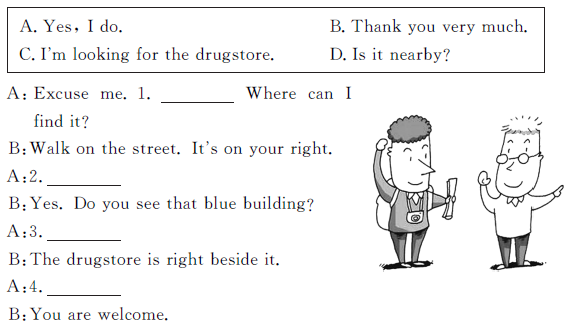 A. Yes, I do. B. Thank you very much.
C. I'm looking for the drugstore. D. Is it nearby?
A: Excuse me. 1. ________ Where can I
find it?
B: Walk on the street. It's on your right.
A: 2. ________
B: Yes. Do you see that blue building?
A: 3. ________
B: The drugstore is right beside it.
A: 4. ________
B: You are welcome.